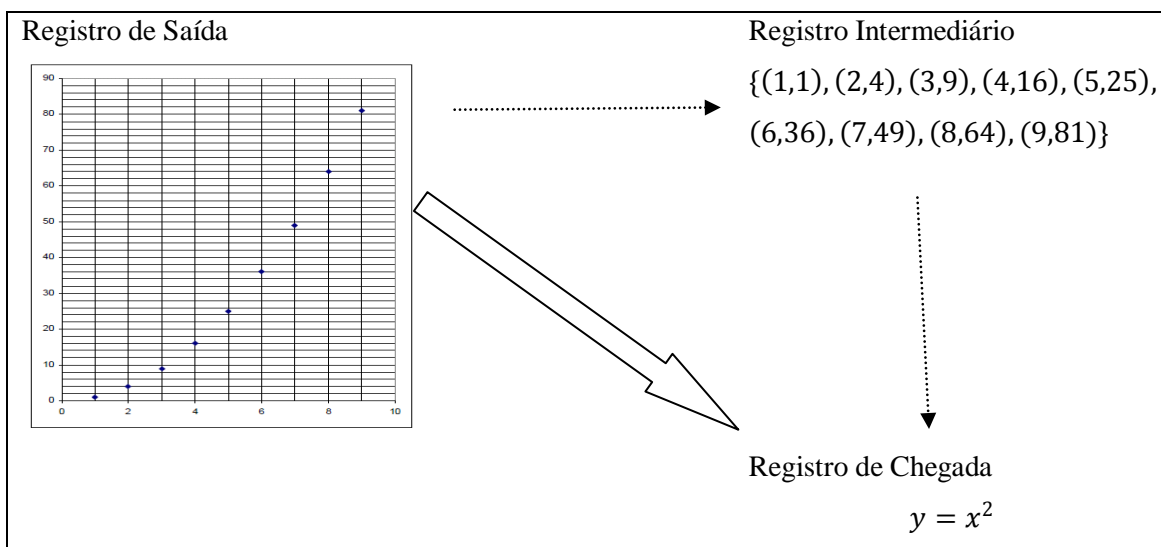 Registro de Saída
90
80
70
60
50
40
30
20
10
0
0 2 4 6 8 10
Registro Intermediário
{(1,1), (2,4), (3,9), (4,16), (5,25),
(6,36), (7,49), (8,64), (9,81)}
Registro de Chegada
y = x²